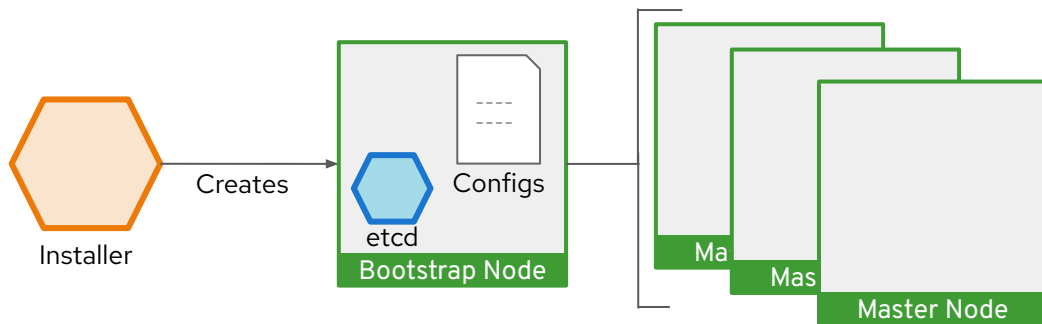 Creates
Installer
Configs
etcd
Bootstrap Node
Ma
Mas
Master Node